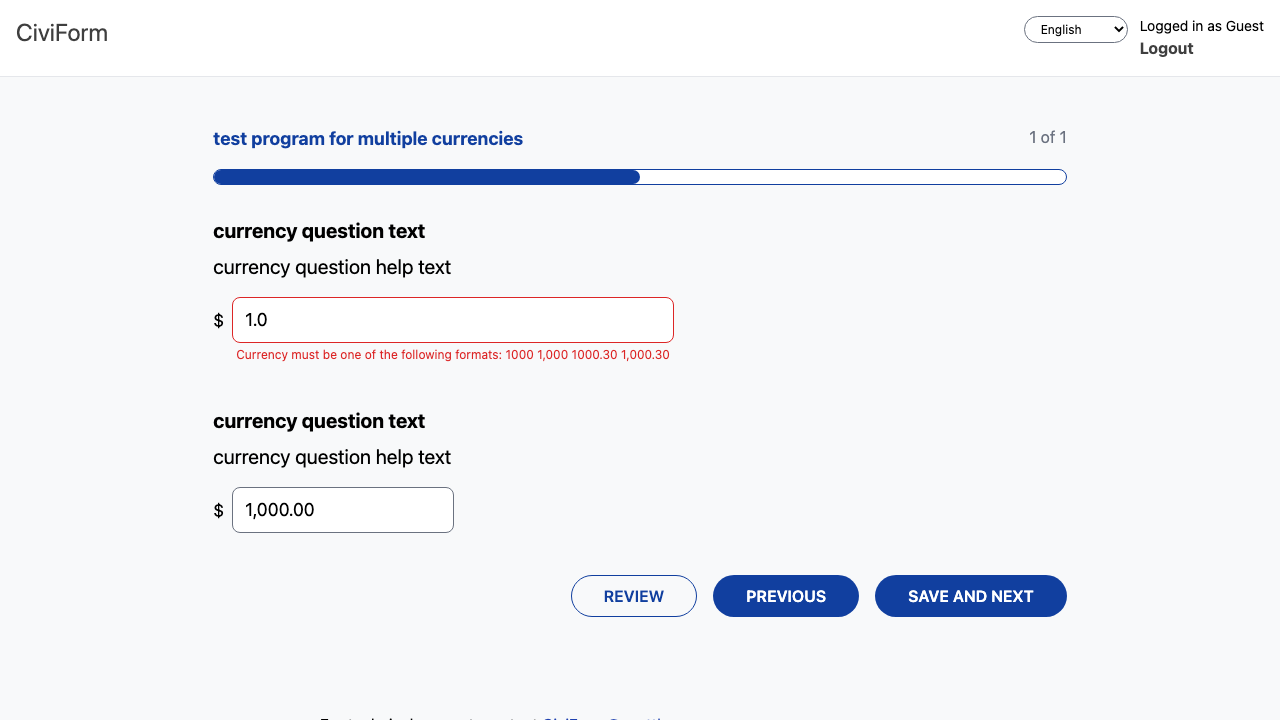 CiviForm
English
Logged in as Guest
Logout
test program for multiple currencies
1 of 1
currency question text
currency question help text
$ 1.0
Currency must be one of the following formats: 1000 1,000 1000.30 1,000.30
currency question text
currency question help text
$ 1,000.00
REVIEW
PREVIOUS
SAVE AND NEXT